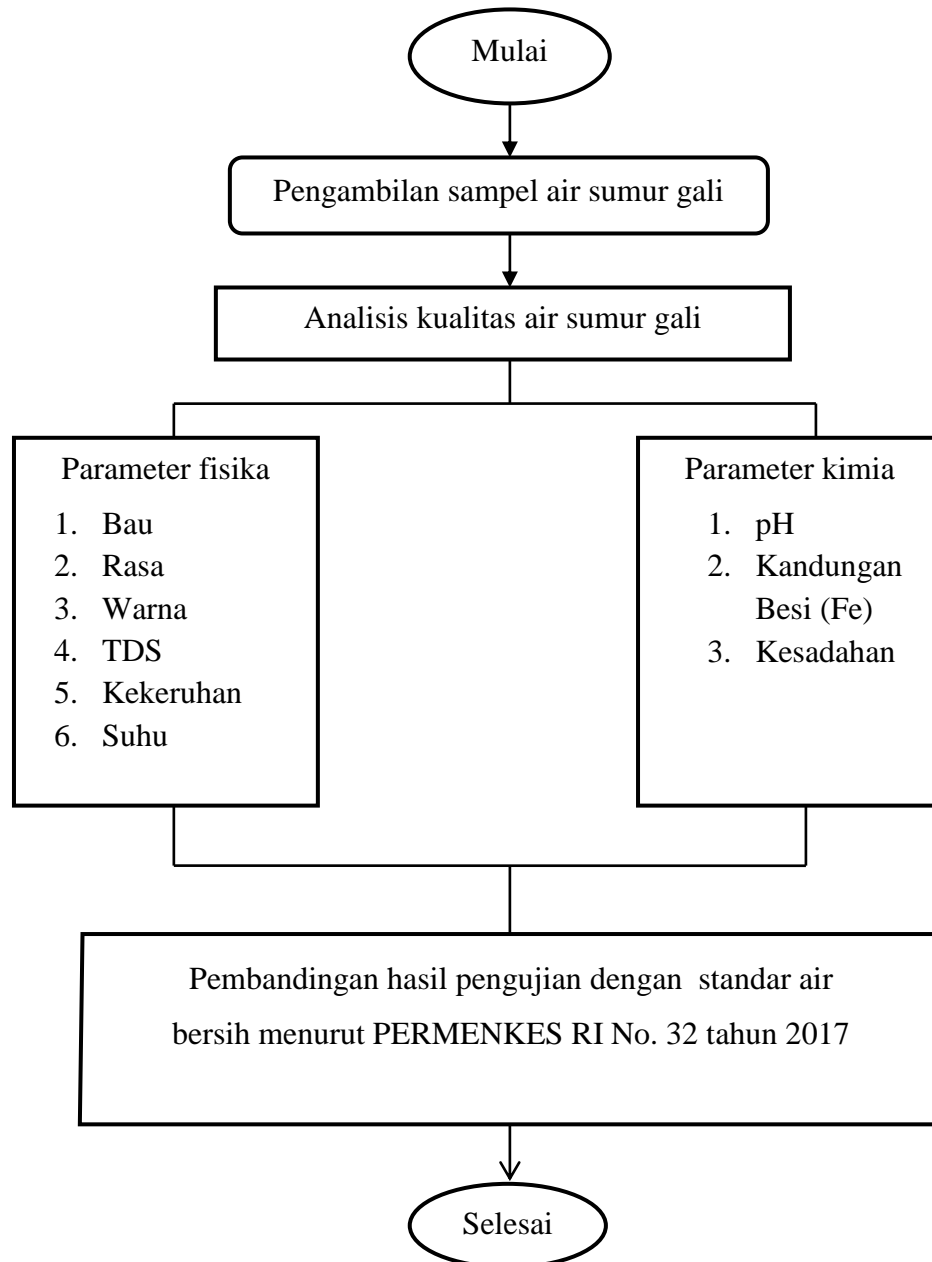 Mulai
Pengambilan sampel air sumur gali
Analisis kualitas air sumur gali
Parameter fisika
1. Bau
2. Rasa
3. Warna
4. TDS
5. Kekeruhan
6. Suhu
Parameter kimia
1. pH
2. Kandungan
Besi (Fe)
3. Kesadahan
Pembandingan hasil pengujian dengan standar air
bersih menurut PERMENKES RI No. 32 tahun 2017
Selesai